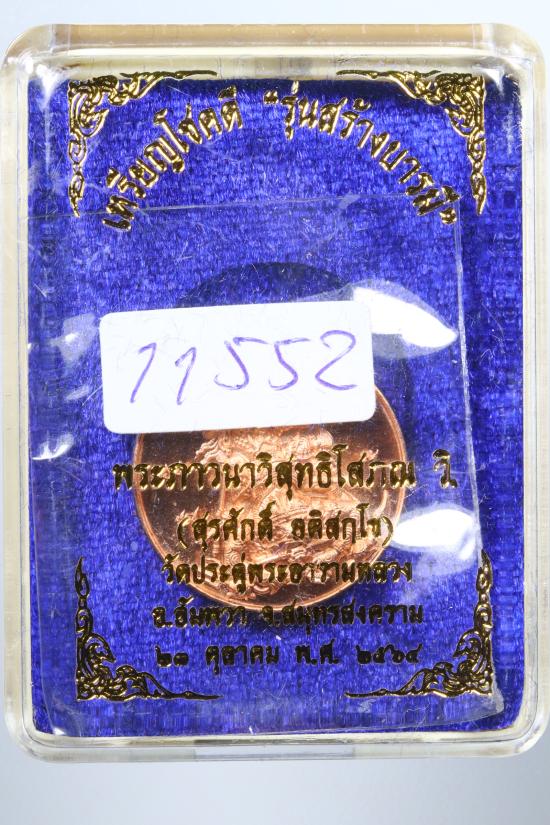 เหรียญโชคดี "รุ่นสร้างบารมี"
11552
พระภาวนาวิสุทธิโสภณ วิ.
(สุรศักดิ์ อติสกฺโข)
วัดประดู่พระอารามหลวง
อ.อัมพวา จ.สมุทรสงคราม
๒๓ ตุลาคม พ.ศ. ๒๕๖๔